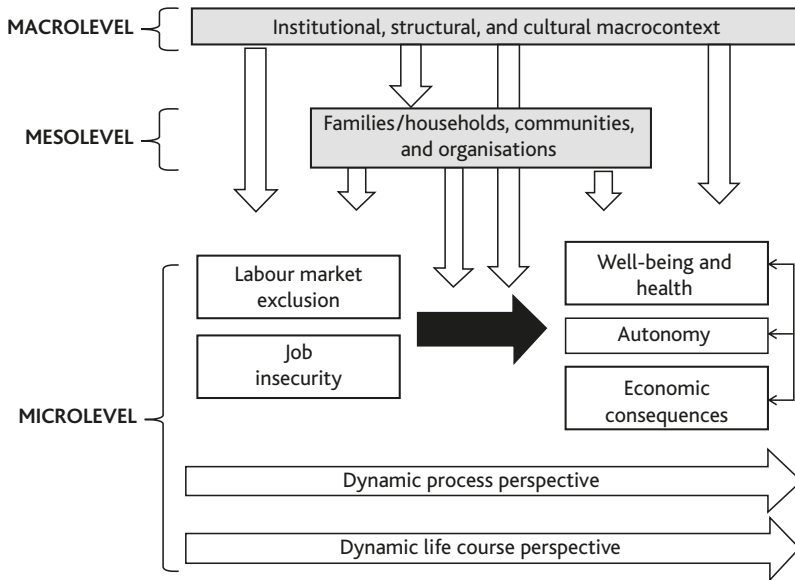 MACROLEVEL
Institutional, structural, and cultural macrocontext
MESOLEVEL
Families/households, communities,
and organisations
MICROLEVEL
Labour market
exclusion
Job
insecurity
Well-being and
health
Autonomy
Economic
consequences
Dynamic process perspective
Dynamic life course perspective